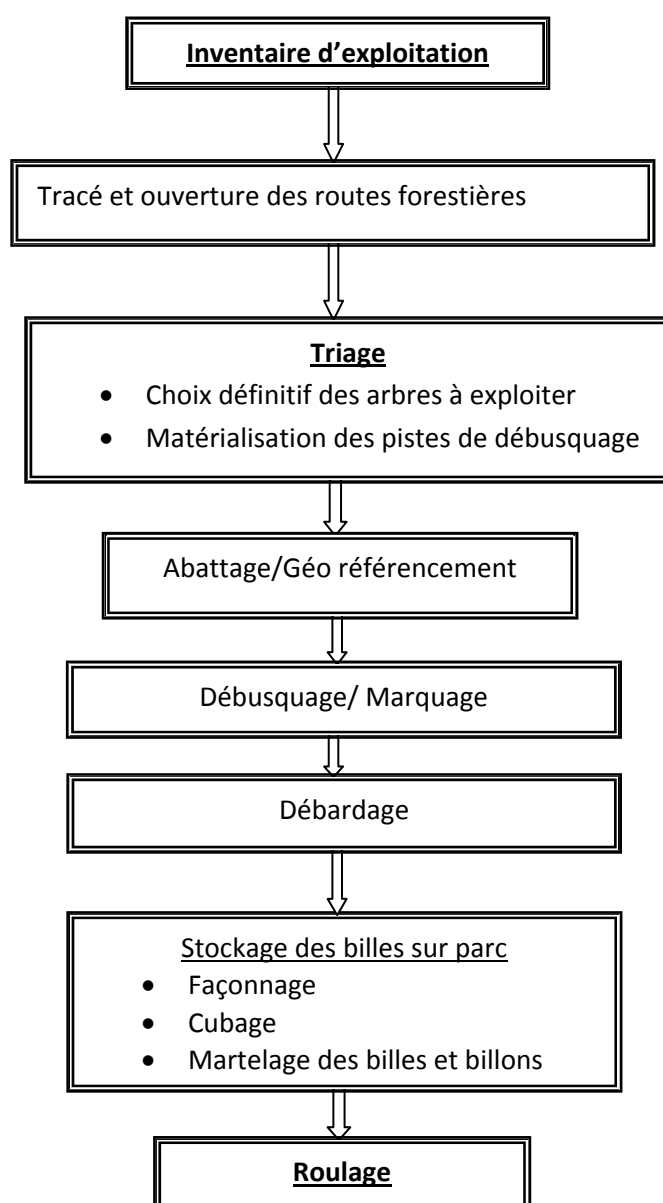 Inventaire d’exploitation
Tracé et ouverture des routes forestières
Triage
• Choix définitif des arbres à exploiter
• Matérialisation des pistes de débusquage
Abattage/Géo référencement
Débusquage/ Marquage
Débardage
Stockage des billes sur parc
• Façonnage
• Cubage
• Martelage des billes et billons
Roulage